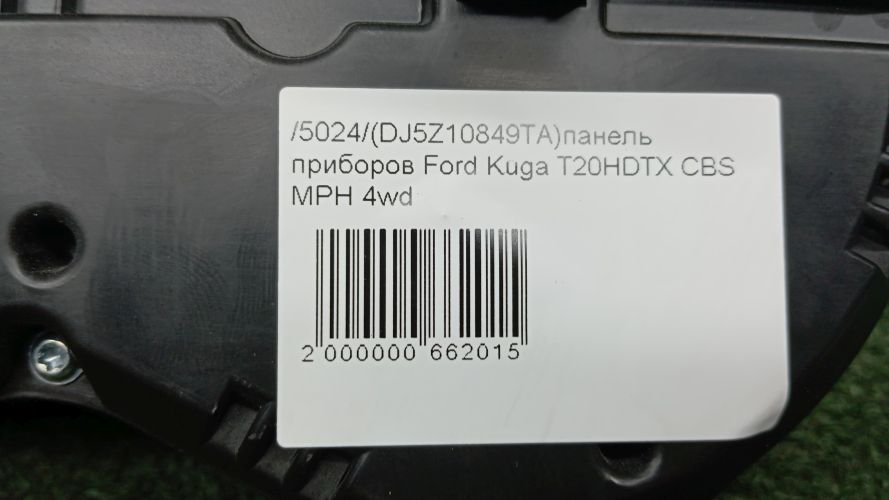 /5024/(DJ5Z10849TA)панель
приборов Ford Kuga T20HDTX CBS
MPH 4wd
2 000000 662015